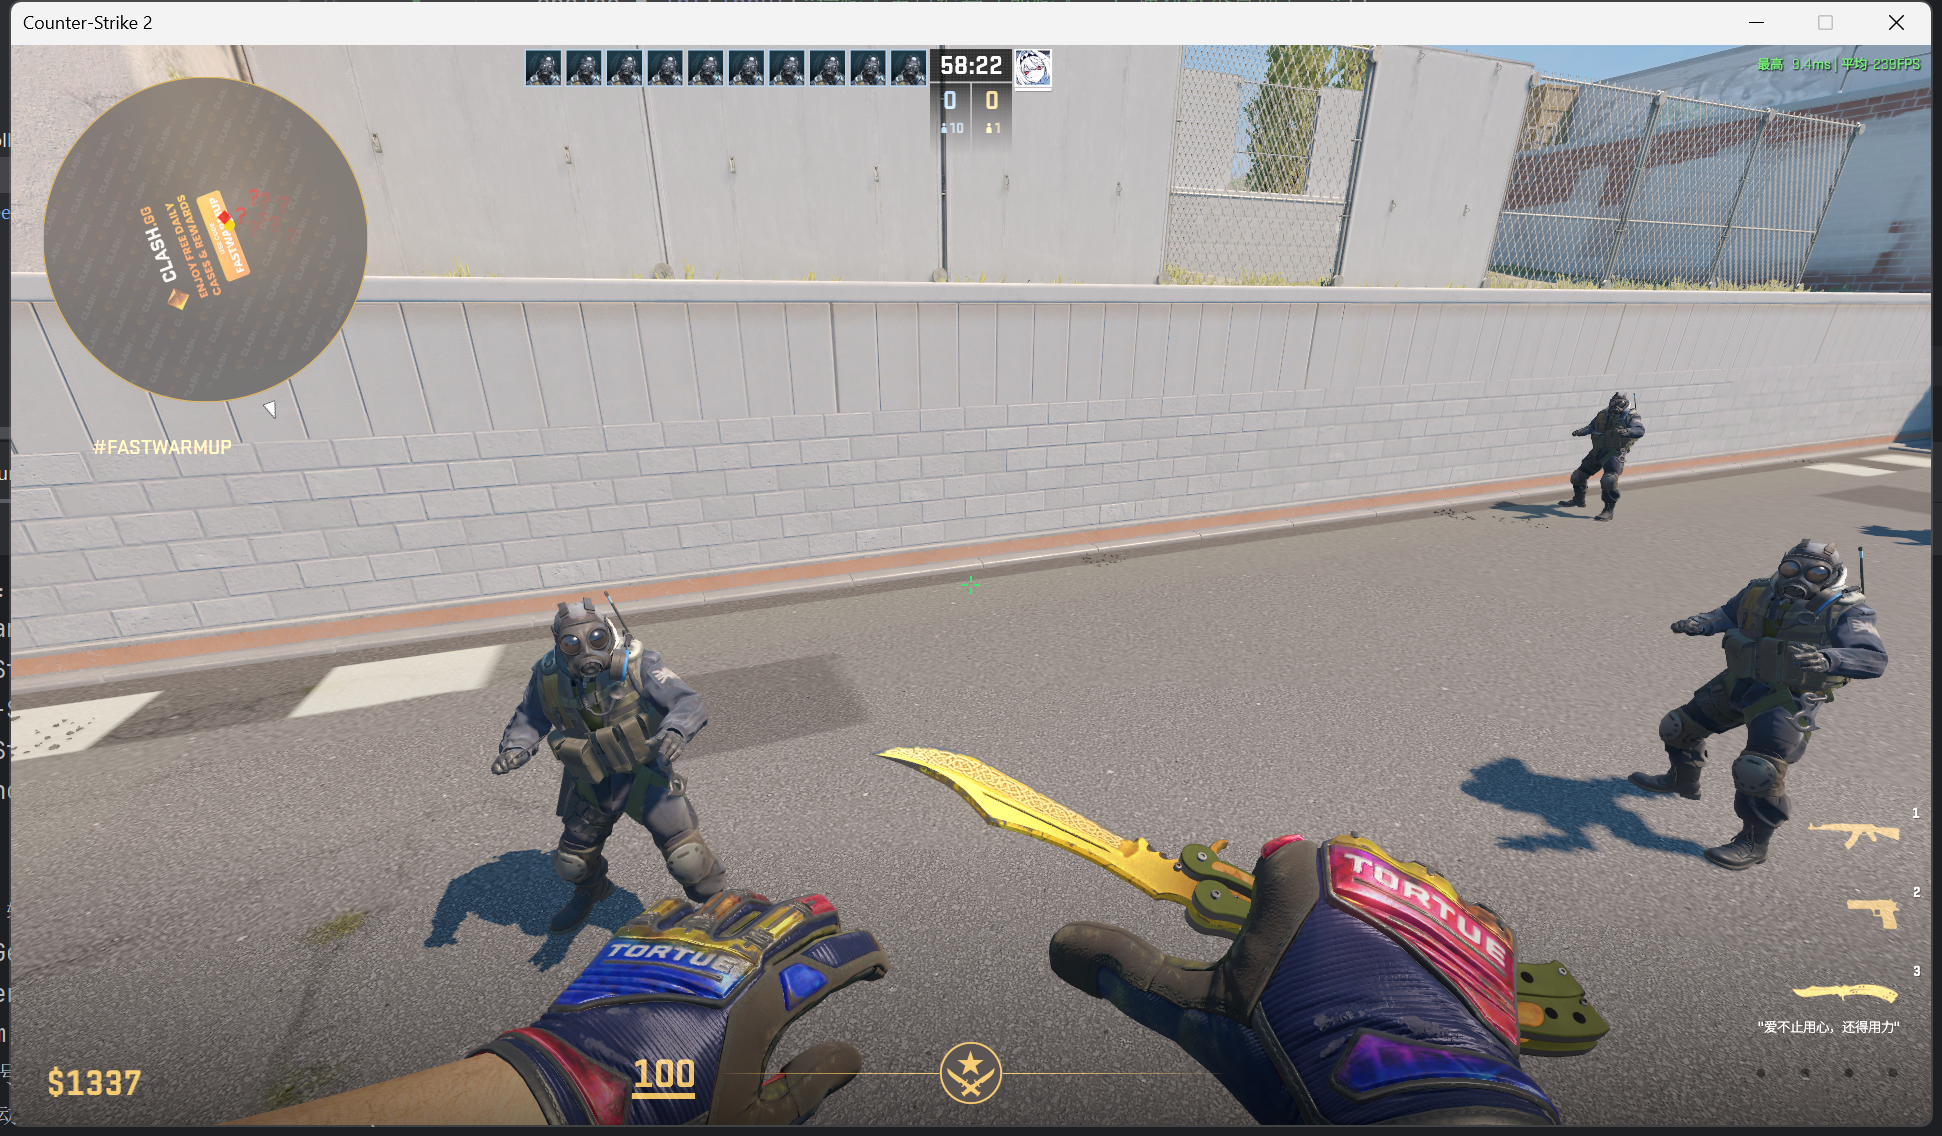 Counter-Strike 2
58:22
最高 9.4ms | 平均 239FPS
0 0
10 1
CLASH.GG
ENJOY FREE DAILY
CASES & REWARDS
USE CODE
FASTWARMUP
#FASTWARMUP
1
2
3
"爱不止用心，还得用力"
TORTUE
TORTUE
$1337
100